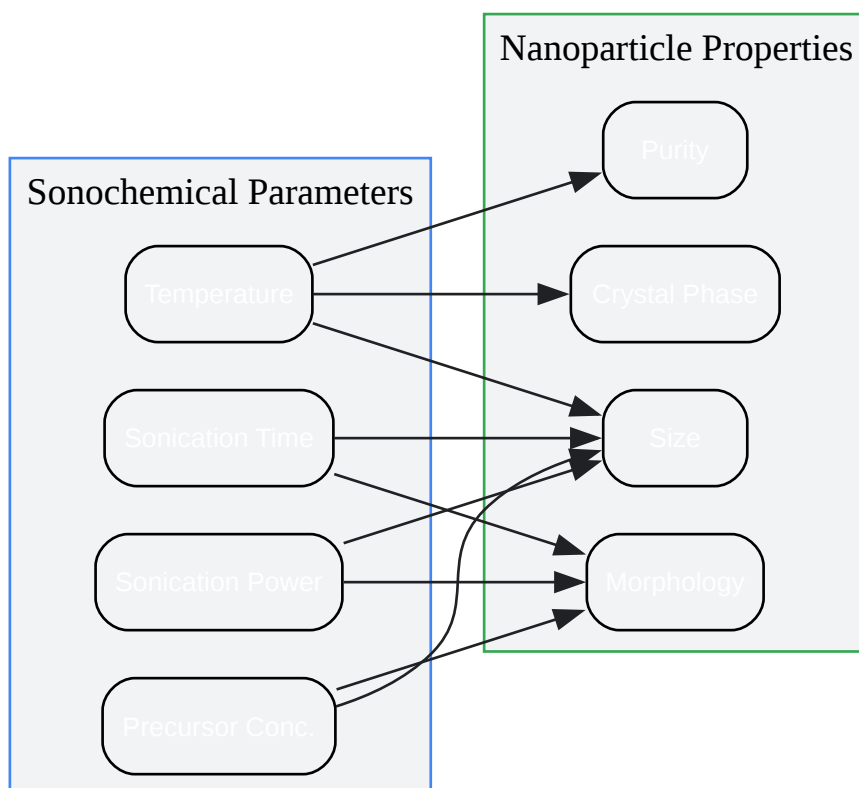 Nanoparticle Properties
Purity
Sonochemical Parameters
Temperature
Crystal Phase
Sonication Time
Size
Sonication Power
Morphology
Precursor Conc.